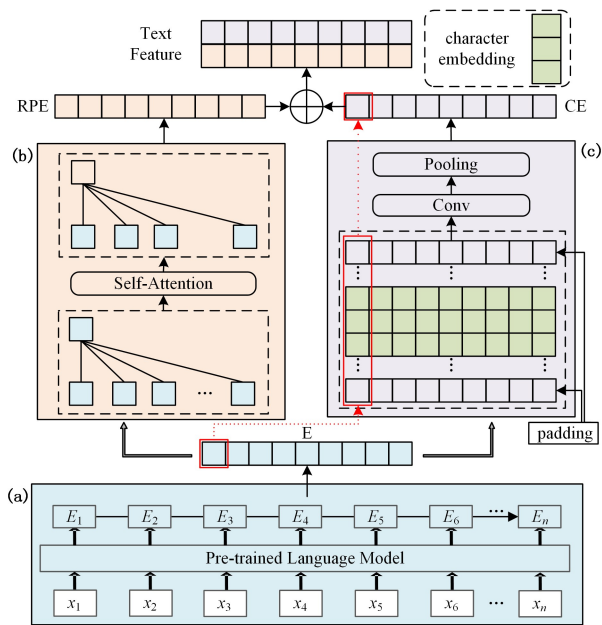 Text
Feature
character
embedding
RPE
CE
(b)
(c)
Pooling
Conv
Self-Attention
...
⋮ ⋮
⋮ ⋮
padding
E
(a)
E₁ E₂ E₃ E₄ E₅ E₆ ... Eₙ
Pre-trained Language Model
x₁ x₂ x₃ x₄ x₅ x₆ ... xₙ